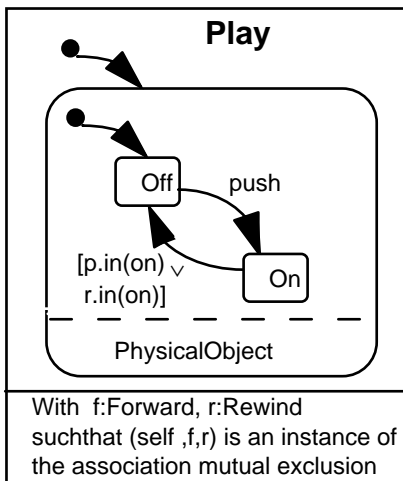 Play
Off
push
[p.in(on) ∨
r.in(on)]
On
PhysicalObject
With f:Forward, r:Rewind
suchthat (self ,f,r) is an instance of
the association mutual exclusion